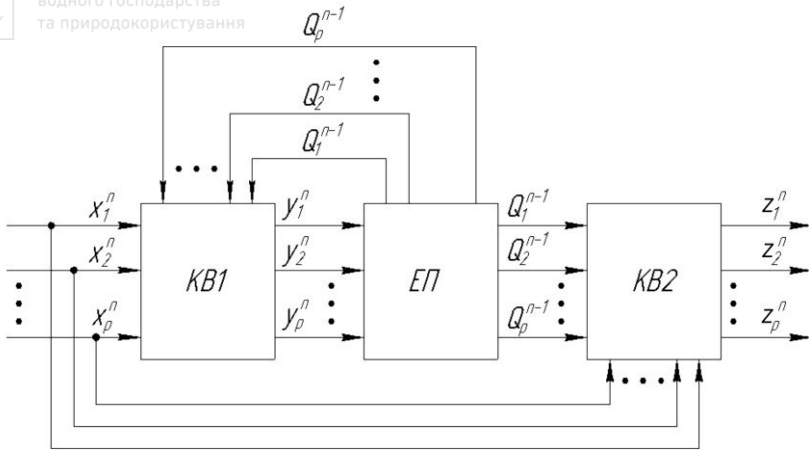 водного господарства
та природокористування
Q_p^{n-1}
Q_2^{n-1}
Q_1^{n-1}
x_1^n
x_2^n
x_p^n
КВ1
y_1^n
y_2^n
y_p^n
ЕП
Q_1^{n-1}
Q_2^{n-1}
Q_p^{n-1}
КВ2
z_1^n
z_2^n
z_p^n